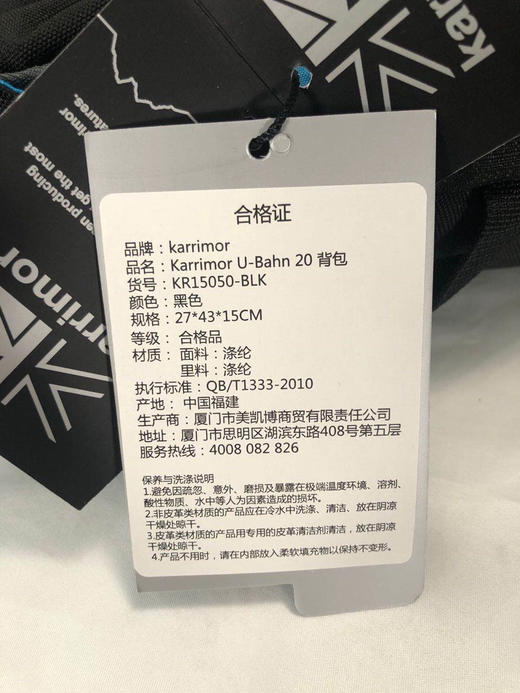 karrimor
karrimor
en producing
get the most
rrimor
eatures.
arrimor
合格证
品牌：karrimor
品名：Karrimor U-Bahn 20 背包
货号：KR15050-BLK
颜色：黑色
规格：27*43*15CM
等级： 合格品
材质： 面料：涤纶
里料：涤纶
执行标准：QB/T1333-2010
产地： 中国福建
生产商：厦门市美凯博商贸有限责任公司
地址：厦门市思明区湖滨东路408号第五层
服务热线：4008 082 826
保养与洗涤说明
1.避免因疏忽、意外、磨损及暴露在极端温度环境、溶剂、
酸性物质、水中等人为因素造成的损坏。
2.非皮革类材质的产品应在冷水中洗涤、清洁、放在阴凉
干燥处晾干。
3.皮革类材质的产品用专用的皮革清洁剂清洁，放在阴凉
干燥处晾干。
4.产品不用时，请在内部放入柔软填充物以保持不变形。